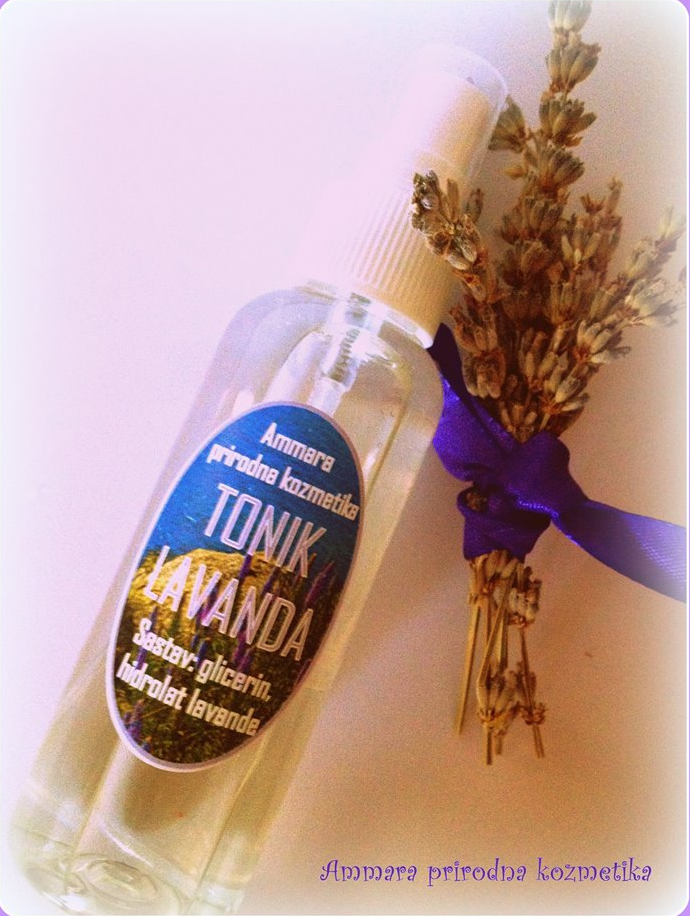 Ammara
prirodna kozmetika
TONIK
LAVANDA
Sastav: glicerin,
hidrolat lavande
Ammara prirodna kozmetika